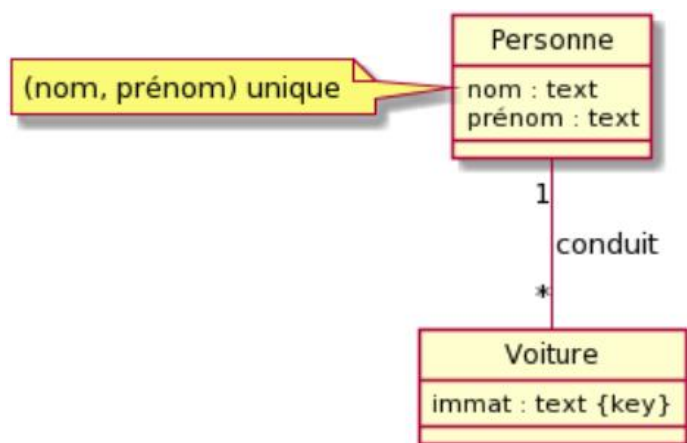 Personne
(nom, prénom) unique
nom : text
prénom : text
1
conduit
*
Voiture
immat : text {key}